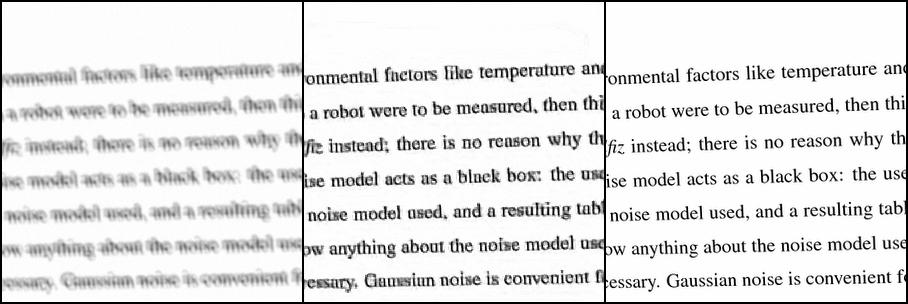 onmental factors like temperature an
a robot were to be measured, then thi
fiz instead; there is no reason why th
ise model acts as a black box: the use
noise model used, and a resulting tabl
ow anything about the noise model use
essary. Gaussian noise is convenient f
onmental factors like temperature and
a robot were to be measured, then thi
fiz instead; there is no reason why th
ise model acts as a black box: the use
noise model used, and a resulting tabl
ow anything about the noise model use
essary. Gaussian noise is convenient f
onmental factors like temperature and
a robot were to be measured, then thi
fiz instead; there is no reason why th
ise model acts as a black box: the use
noise model used, and a resulting tabl
ow anything about the noise model use
essary. Gaussian noise is convenient fo